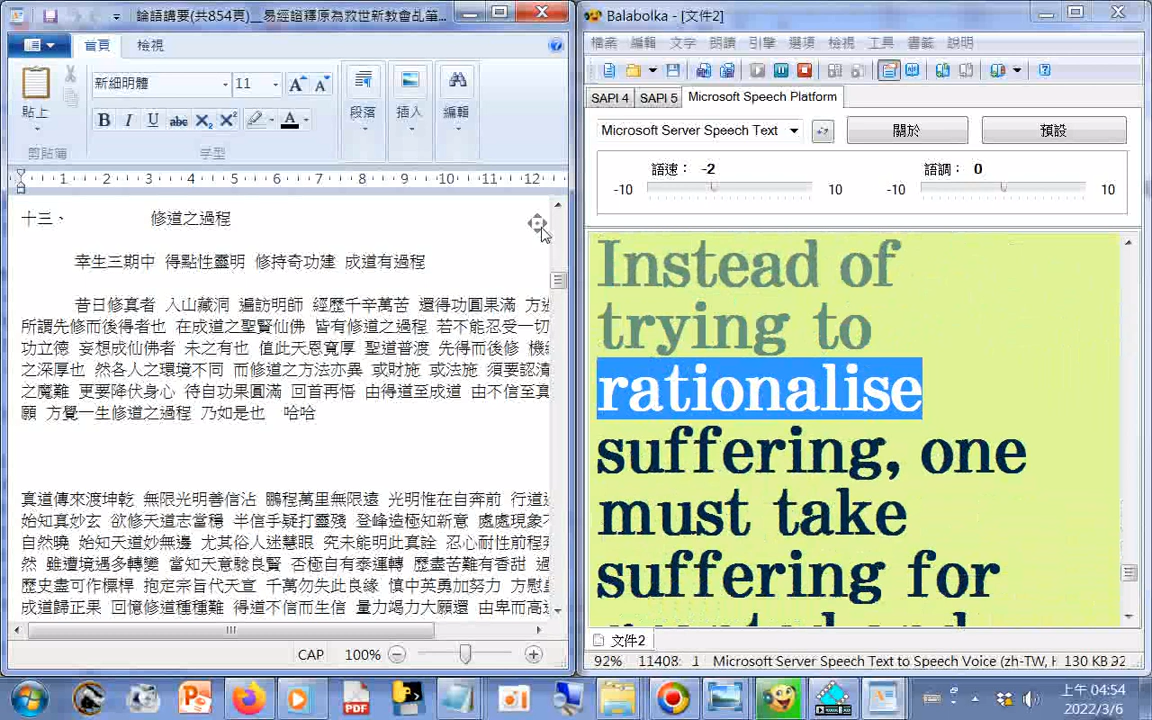 論語講要(共854頁)__易經證釋原為救世新教會乩筆...
首頁
檢視
貼上
剪貼簿
新細明體
11
字型
段落
插入
編輯
1 2 3 4 5 6 7 8 9 10 11 12
十三、 修道之過程
幸生三期中 得點性靈明 修持奇功建 成道有過程
昔日修真者 入山藏洞 遍訪明師 經歷千辛萬苦 還得功圓果滿 方
所謂先修而後得者也 在成道之聖賢仙佛 皆有修道之過程 若不能忍受一切
功立德 妄想成仙佛者 未之有也 值此天恩寬厚 聖道普渡 先得而後修 機
之深厚也 然各人之環境不同 而修道之方法亦異 或財施 或法施 須要認清
之魔難 更要降伏身心 待自功果圓滿 回首再悟 由得道至成道 由不信至真
願 方覺一生修道之過程 乃如是也 哈哈
真道傳來渡坤乾 無限光明善信沾 鵬程萬里無限遠 光明惟在自奔前 行道
始知真妙玄 欲修天道志當穩 半信半疑打靈殘 登峰造極知新意 處處現象
自然曉 始知天道妙無邊 尤其俗人迷慧眼 究未能明此真詮 忍心耐性前程
然 雖遭境遇多轉變 當知天意驗良賢 否極自有泰運轉 歷盡苦難有香甜 過
歷史盡可作標桿 抱定宗旨代天宣 千萬勿失此良緣 慎中英勇加努力 方慰
成道歸正果 回憶修道種種難 得道不信而生信 量力竭力大願還 由卑而高
CAP 100%
Balabolka - [文件2]
檔案 編輯 文字 朗讀 引擎 選項 檢視 工具 書籤 說明
SAPI 4 SAPI 5 Microsoft Speech Platform
Microsoft Server Speech Text
關於
預設
語速： -2
-10 10
語調： 0
-10 10
Instead of
trying to
rationalise
suffering, one
must take
suffering for
文件2
92% 11408: 1 Microsoft Server Speech Text to Speech Voice (zh-TW, H 130 KB
上午 04:54
2022/3/6